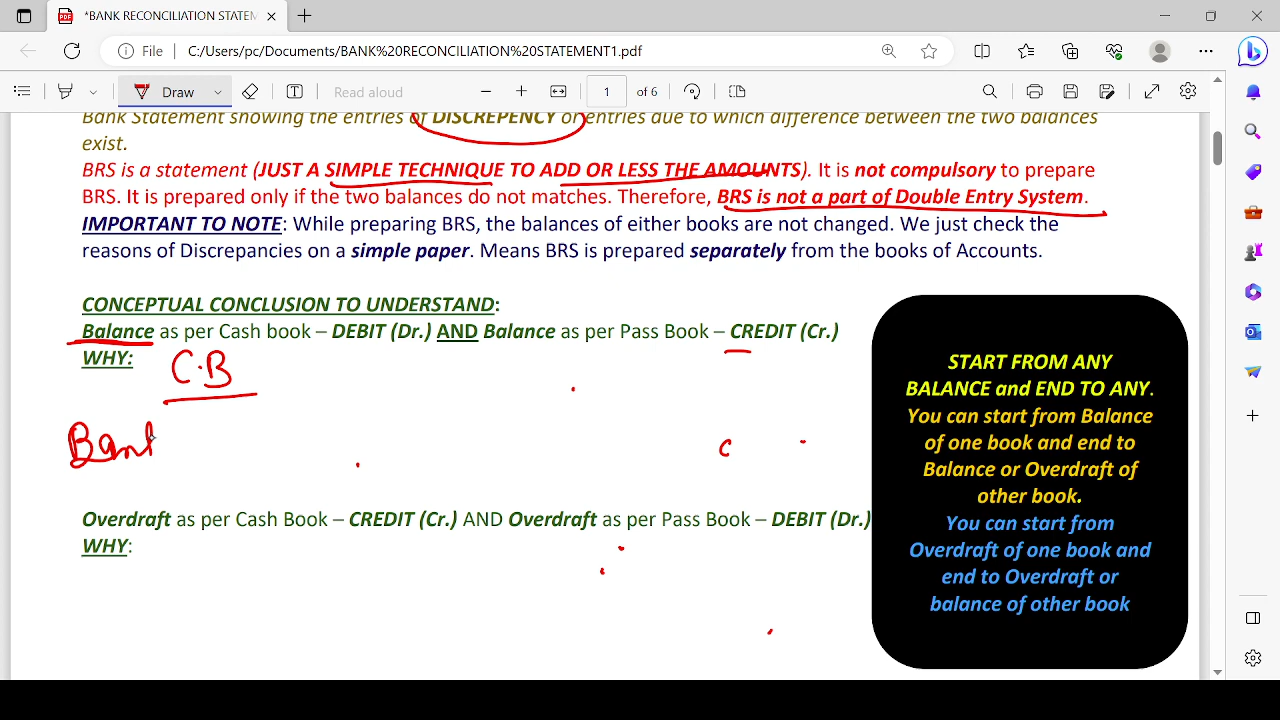 *BANK RECONCILIATION STATEMEN
File
C:/Users/pc/Documents/BANK%20RECONCILIATION%20STATEMENT1.pdf
Draw
Read aloud
1 of 6
Bank Statement showing the entries of DISCREPENCY or entries due to which difference between the two balances
exist.
BRS is a statement (JUST A SIMPLE TECHNIQUE TO ADD OR LESS THE AMOUNTS). It is not compulsory to prepare
BRS. It is prepared only if the two balances do not matches. Therefore, BRS is not a part of Double Entry System.
IMPORTANT TO NOTE: While preparing BRS, the balances of either books are not changed. We just check the
reasons of Discrepancies on a simple paper. Means BRS is prepared separately from the books of Accounts.
CONCEPTUAL CONCLUSION TO UNDERSTAND:
Balance as per Cash book – DEBIT (Dr.) AND Balance as per Pass Book – CREDIT (Cr.)
WHY:
C.B
Ban
C
Overdraft as per Cash Book – CREDIT (Cr.) AND Overdraft as per Pass Book – DEBIT (Dr.)
WHY:
START FROM ANY
BALANCE and END TO ANY.
You can start from Balance
of one book and end to
Balance or Overdraft of
other book.
You can start from
Overdraft of one book and
end to Overdraft or
balance of other book